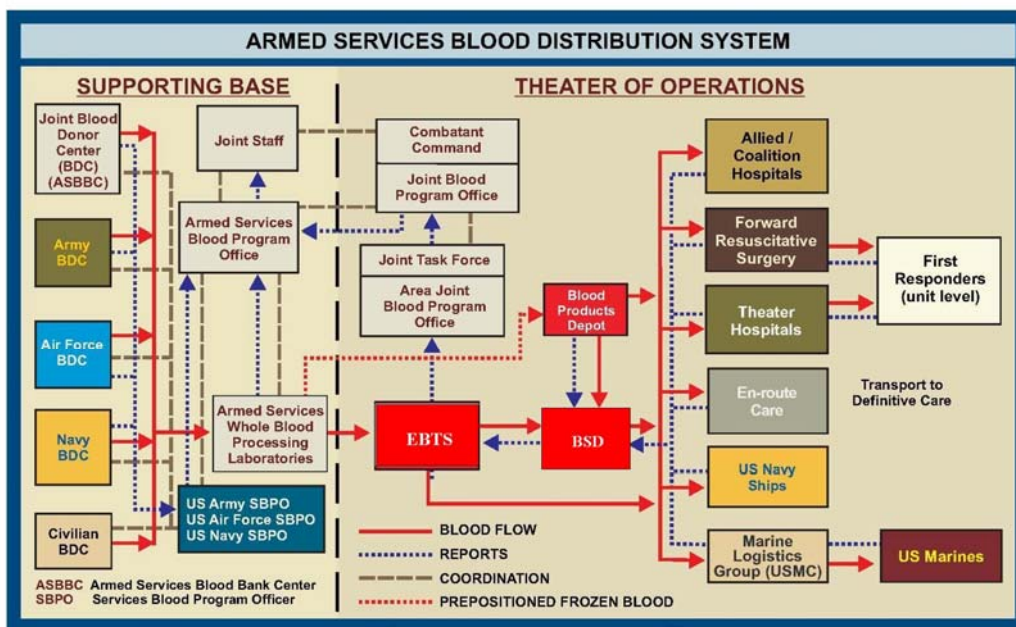 ARMED SERVICES BLOOD DISTRIBUTION SYSTEM
SUPPORTING BASE
THEATER OF OPERATIONS
Joint Blood
Donor
Center
(BDC)
(ASBBC)
Army
BDC
Air Force
BDC
Navy
BDC
Civilian
BDC
Joint Staff
Armed Services
Blood Program
Office
Armed Services
Whole Blood
Processing
Laboratories
US Army SBPO
US Air Force SBPO
US Navy SBPO
ASBBC Armed Services Blood Bank Center
SBPO Services Blood Program Officer
Combatant
Command
Joint Blood
Program Office
Joint Task Force
Area Joint
Blood Program
Office
Blood
Products
Depot
EBTS
BSD
BLOOD FLOW
REPORTS
COORDINATION
PREPOSITIONED FROZEN BLOOD
Allied /
Coalition
Hospitals
Forward
Resuscitative
Surgery
Theater
Hospitals
En-route
Care
US Navy
Ships
Marine
Logistics
Group (USMC)
First
Responders
(unit level)
Transport to
Definitive Care
US Marines